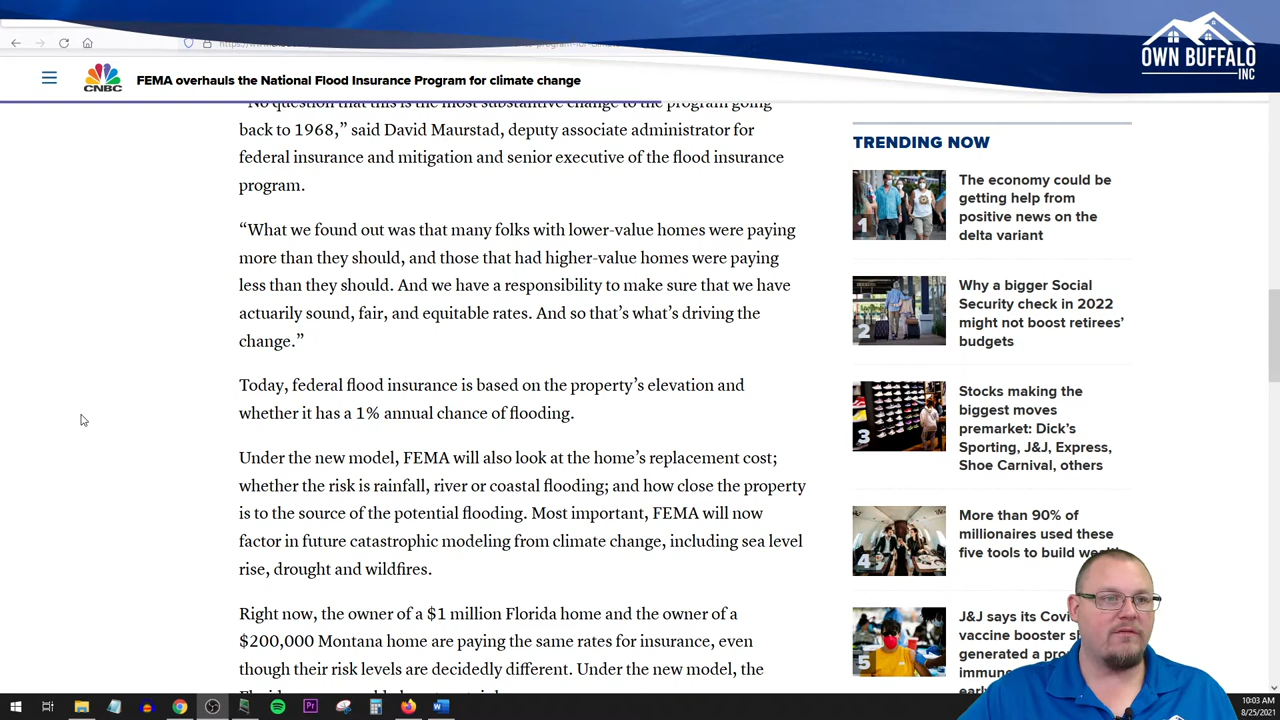 OWN BUFFALO
INC
CNBC
FEMA overhauls the National Flood Insurance Program for climate change
“No question that this is the most substantive change to the program going
back to 1968,” said David Maurstad, deputy associate administrator for
federal insurance and mitigation and senior executive of the flood insurance
program.
“What we found out was that many folks with lower-value homes were paying
more than they should, and those that had higher-value homes were paying
less than they should. And we have a responsibility to make sure that we have
actuarily sound, fair, and equitable rates. And so that’s what’s driving the
change.”
Today, federal flood insurance is based on the property’s elevation and
whether it has a 1% annual chance of flooding.
Under the new model, FEMA will also look at the home’s replacement cost;
whether the risk is rainfall, river or coastal flooding; and how close the property
is to the source of the potential flooding. Most important, FEMA will now
factor in future catastrophic modeling from climate change, including sea level
rise, drought and wildfires.
Right now, the owner of a $1 million Florida home and the owner of a
$200,000 Montana home are paying the same rates for insurance, even
though their risk levels are decidedly different. Under the new model, the
TRENDING NOW
1
The economy could be
getting help from
positive news on the
delta variant
2
Why a bigger Social
Security check in 2022
might not boost retirees’
budgets
3
Stocks making the
biggest moves
premarket: Dick’s
Sporting, J&J, Express,
Shoe Carnival, others
4
More than 90% of
millionaires used these
five tools to build
5
J&J says its
vaccine booster
generated a
10:03 AM
8/25/2021